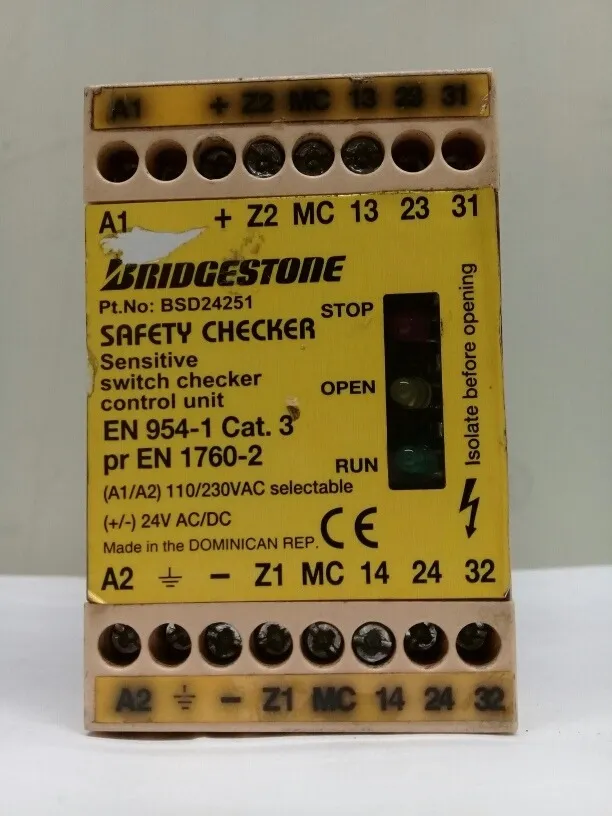 A1 + Z2 MC 13 23 31
A1 + Z2 MC 13 23 31
BRIDGESTONE
Pt.No: BSD24251
SAFETY CHECKER
Sensitive
switch checker
control unit
EN 954-1 Cat. 3
pr EN 1760-2
(A1/A2) 110/230VAC selectable
(+/-) 24V AC/DC
Made in the DOMINICAN REP.
CE
STOP
OPEN
RUN
Isolate before opening
A2 ⏚ − Z1 MC 14 24 32
A2 ⏚ − Z1 MC 14 24 32